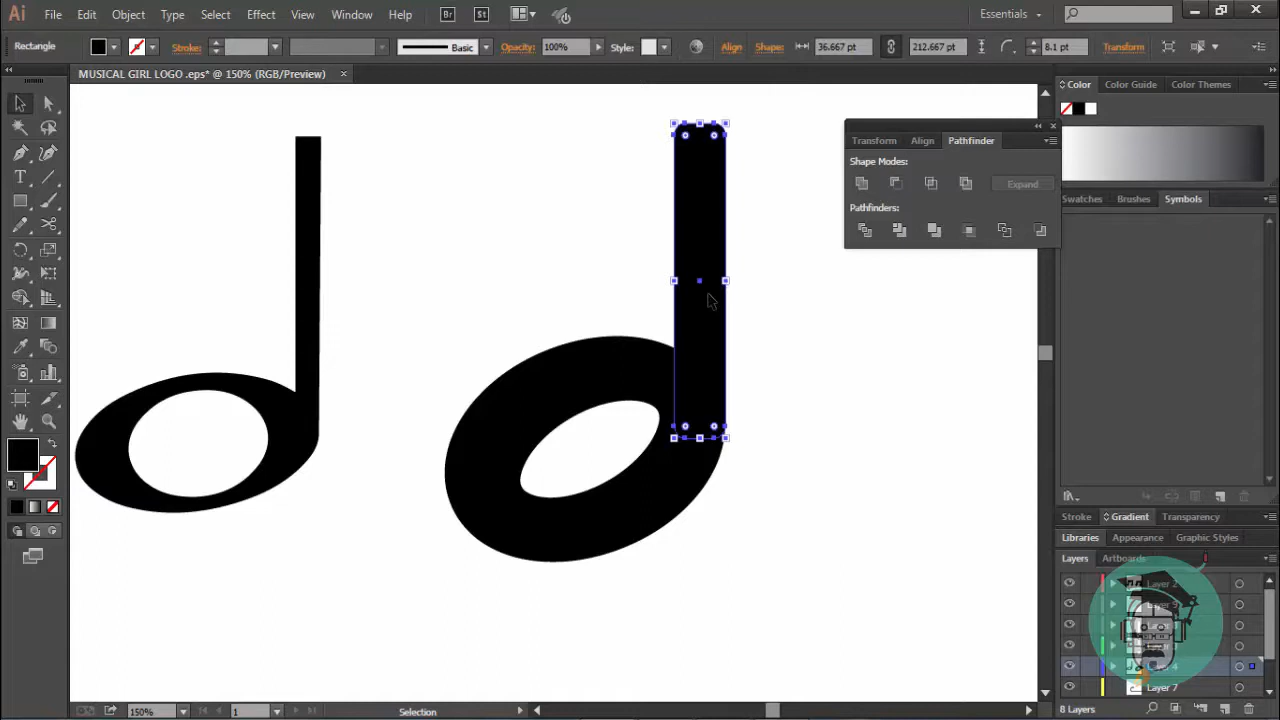 Ai File Edit Object Type Select Effect View Window Help Br St Essentials
Rectangle Stroke: Basic Opacity: 100% Style: Align Shape: 36.667 pt 212.667 pt 8.1 pt Transform
MUSICAL GIRL LOGO .eps* @ 150% (RGB/Preview)
Color Color Guide Color Themes
Transform Align Pathfinder
Shape Modes:
Expand
Pathfinders:
Swatches Brushes Symbols
Stroke Gradient Transparency
Libraries Appearance Graphic Styles
Layers Artboards
Layer 2
Layer 7
8 Layers
150% 1 Selection